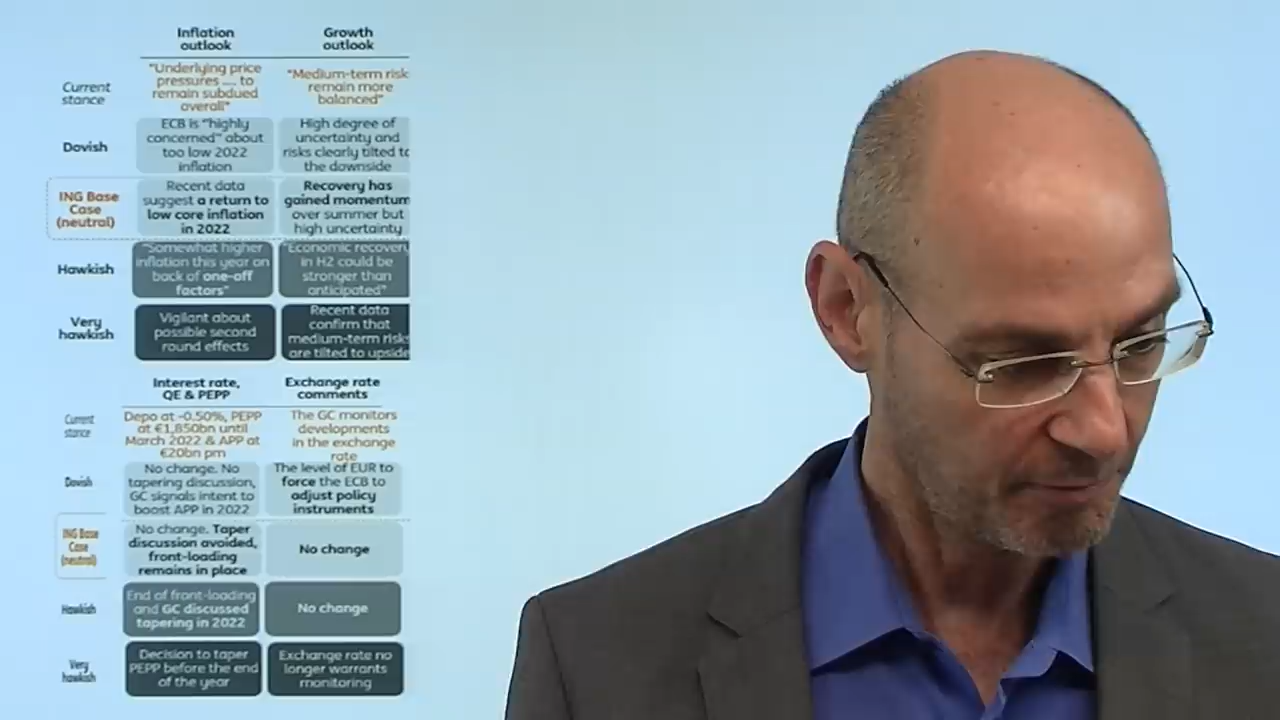 Inflation
outlook
Growth
outlook
Current
stance
"Underlying price
pressures .... to
remain subdued
overall"
"Medium-term risk
remain more
balanced"
Dovish
ECB is "highly
concerned" about
too low 2022
inflation
High degree of
uncertainty and
risks clearly tilted to
the downside
ING Base
Case
(neutral)
Recent data
suggest a return to
low core inflation
in 2022
Recovery has
gained momentum
over summer but
high uncertainty
Hawkish
"Somewhat higher
inflation this year on
back of one-off
factors"
"Economic recovery
in H2 could be
stronger than
anticipated"
Very
hawkish
Vigilant about
possible second
round effects
Recent data
confirm that
medium-term risks
are tilted to upside
Interest rate,
QE & PEPP
Exchange rate
comments
Current
stance
Depo at -0.50%, PEPP
at €1,850bn until
March 2022 & APP at
€20bn pm
The GC monitors
developments
in the exchange
rate
Dovish
No change. No
tapering discussion,
GC signals intent to
boost APP in 2022
The level of EUR to
force the ECB to
adjust policy
instruments
ING Base
Case
(neutral)
No change. Taper
discussion avoided,
front-loading
remains in place
No change
Hawkish
End of front-loading
and GC discussed
tapering in 2022
No change
Very
hawkish
Decision to taper
PEPP before the end
of the year
Exchange rate no
longer warrants
monitoring